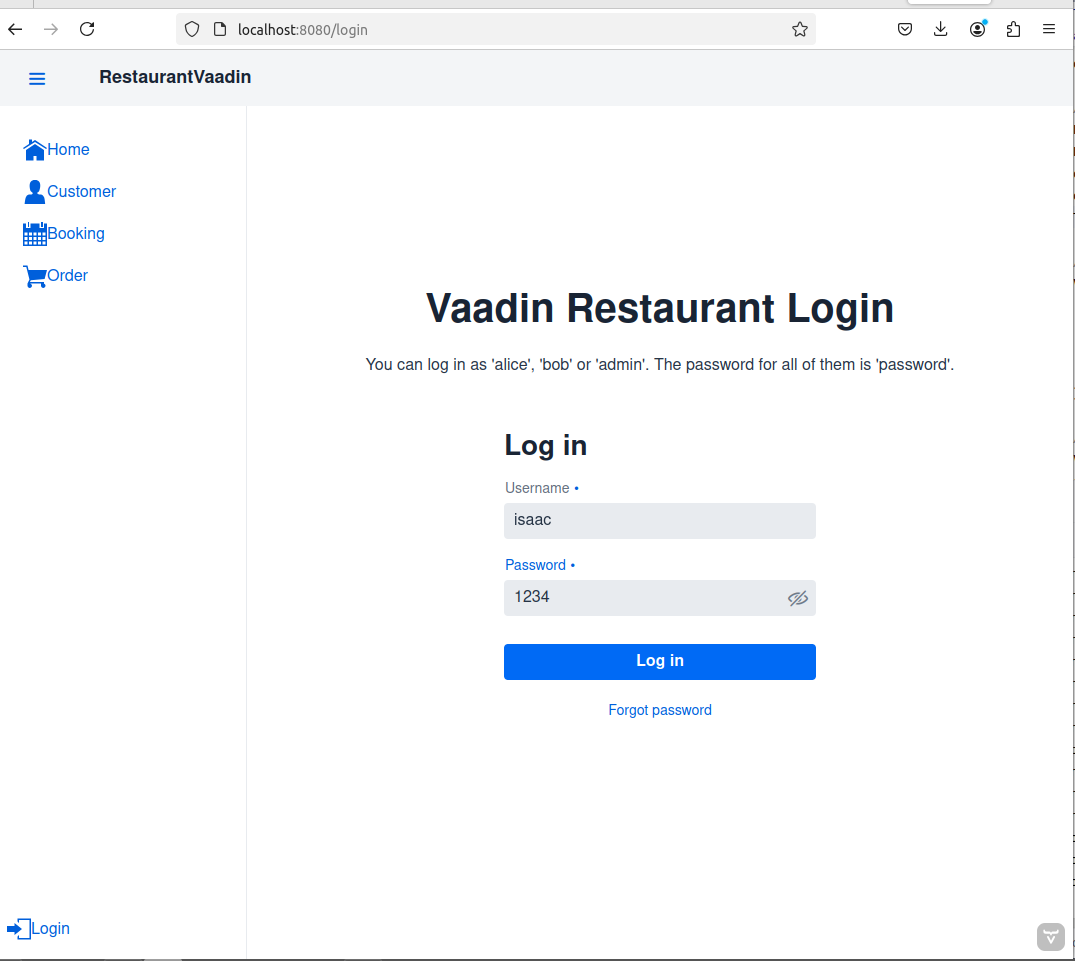 localhost:8080/login
RestaurantVaadin
Home
Customer
Booking
Order
Vaadin Restaurant Login
You can log in as 'alice', 'bob' or 'admin'. The password for all of them is 'password'.
Log in
Username •
isaac
Password •
1234
Log in
Forgot password
Login